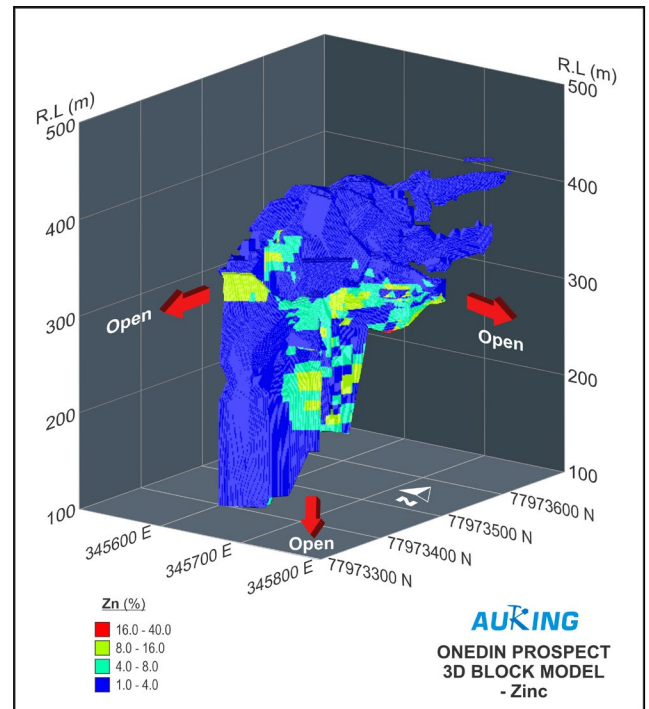 R.L (m)
500
400
300
200
100
R.L (m)
500
400
300
200
100
Open
Open
Open
N
345600 E
345700 E
345800 E
77973300 N
77973400 N
77973500 N
77973600 N
Zn (%)
16.0 - 40.0
8.0 - 16.0
4.0 - 8.0
1.0 - 4.0
AUKING
ONEDIN PROSPECT
3D BLOCK MODEL
- Zinc